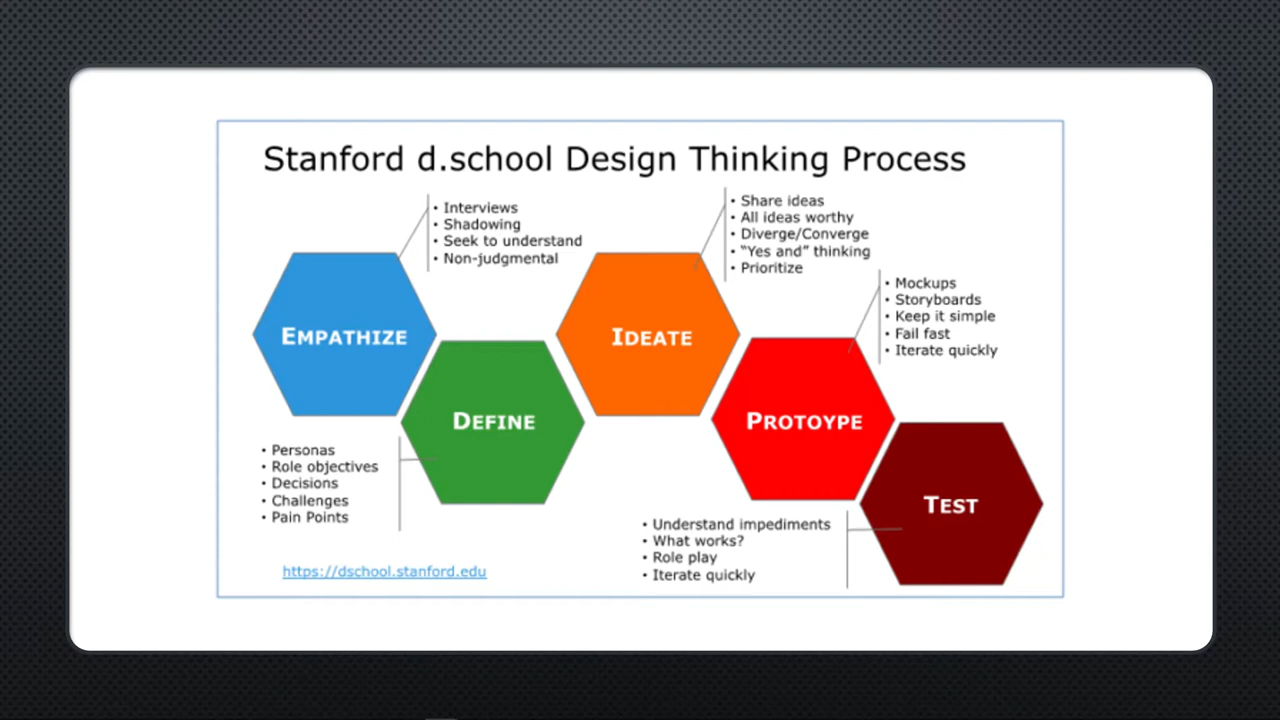 Stanford d.school Design Thinking Process
• Interviews
• Shadowing
• Seek to understand
• Non-judgmental
• Share ideas
• All ideas worthy
• Diverge/Converge
• “Yes and” thinking
• Prioritize
• Mockups
• Storyboards
• Keep it simple
• Fail fast
• Iterate quickly
EMPATHIZE
IDEATE
DEFINE
PROTOYPE
TEST
• Personas
• Role objectives
• Decisions
• Challenges
• Pain Points
• Understand impediments
• What works?
• Role play
• Iterate quickly
https://dschool.stanford.edu